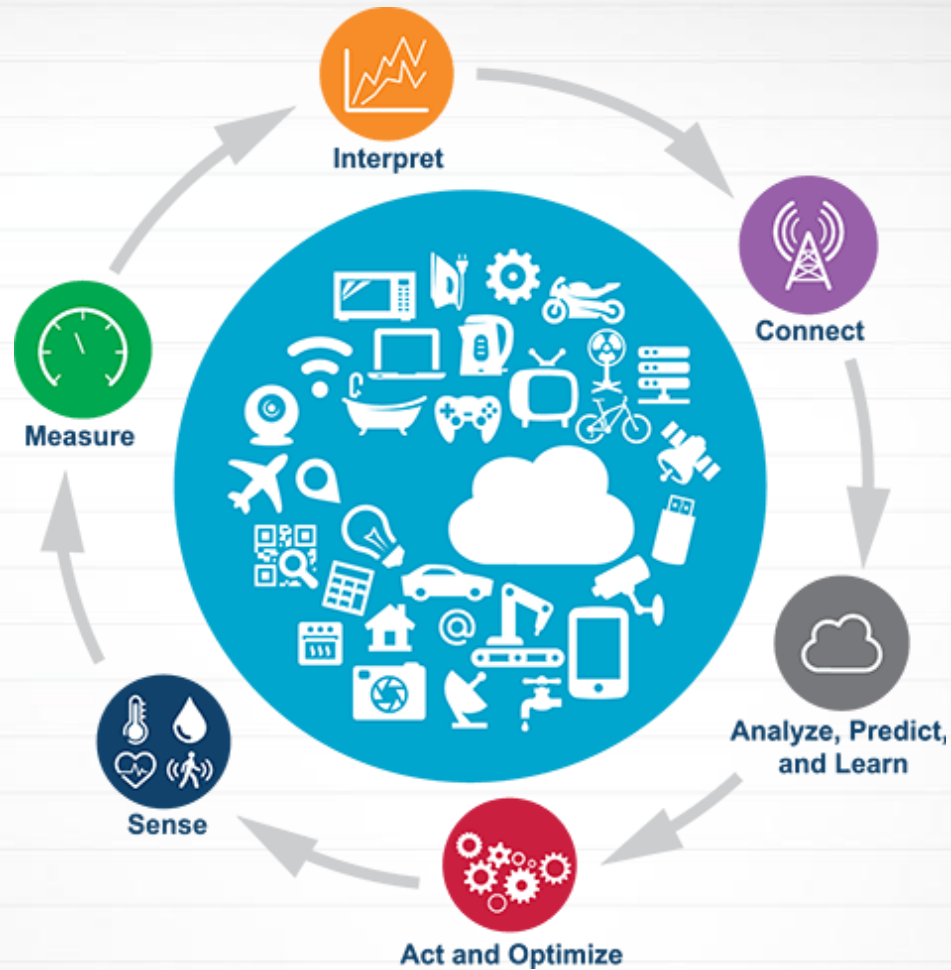 Interpret
Connect
Measure
Analyze, Predict,
and Learn
Sense
Act and Optimize
@